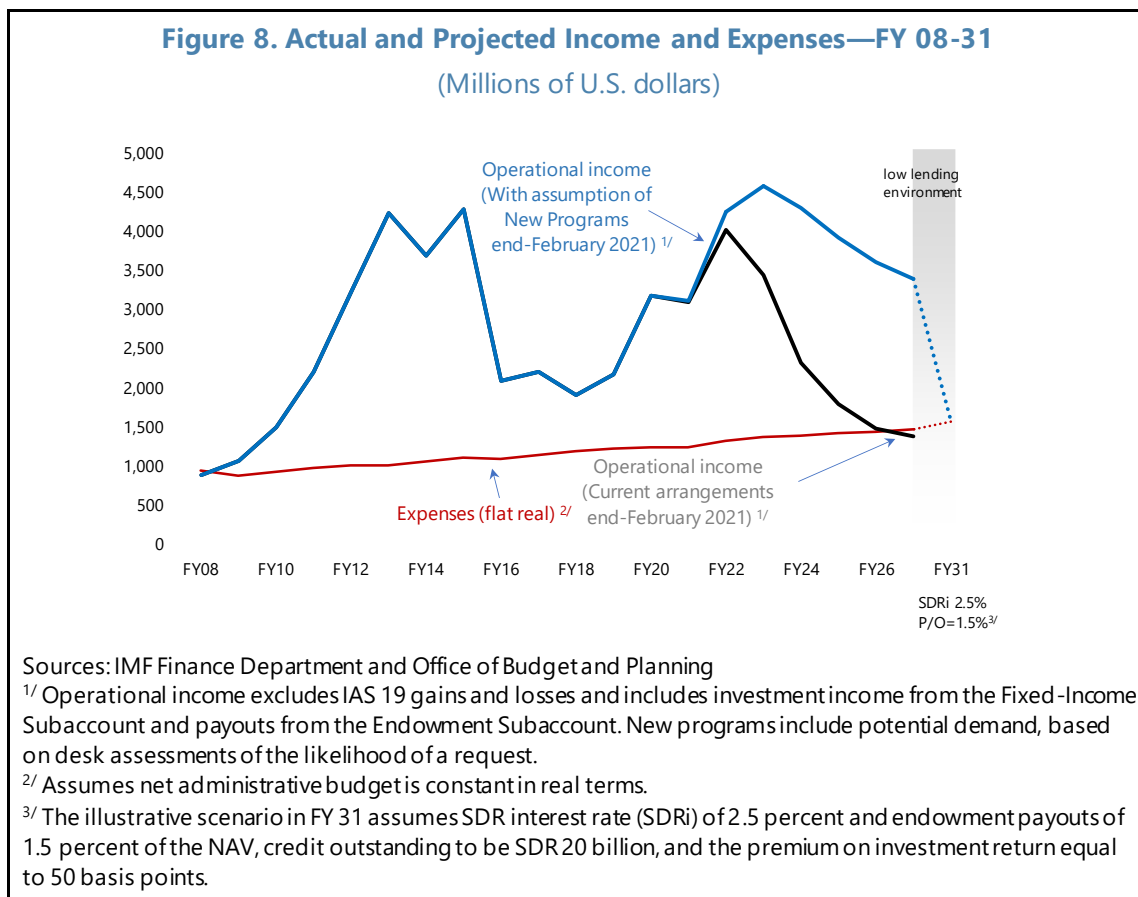 Figure 8. Actual and Projected Income and Expenses—FY 08-31
(Millions of U.S. dollars)
5,000
4,500
4,000
3,500
3,000
2,500
2,000
1,500
1,000
500
0
Operational income
(With assumption of
New Programs
end-February 2021) 1/
low lending
environment
Expenses (flat real) 2/
Operational income
(Current arrangements
end-February 2021) 1/
FY08 FY10 FY12 FY14 FY16 FY18 FY20 FY22 FY24 FY26 FY31
SDRi 2.5%
P/O=1.5%3/
Sources: IMF Finance Department and Office of Budget and Planning
1/ Operational income excludes IAS 19 gains and losses and includes investment income from the Fixed-Income
Subaccount and payouts from the Endowment Subaccount. New programs include potential demand, based
on desk assessments of the likelihood of a request.
2/ Assumes net administrative budget is constant in real terms.
3/ The illustrative scenario in FY 31 assumes SDR interest rate (SDRi) of 2.5 percent and endowment payouts of
1.5 percent of the NAV, credit outstanding to be SDR 20 billion, and the premium on investment return equal
to 50 basis points.